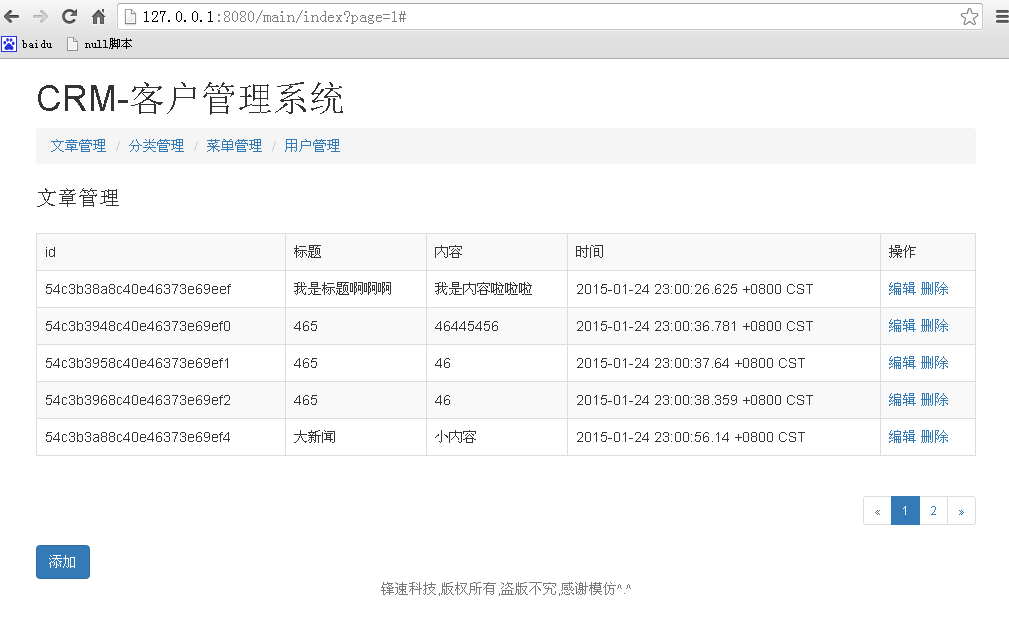 127.0.0.1:8080/main/index?page=1#
baidu null脚本
CRM-客户管理系统
文章管理 / 分类管理 / 菜单管理 / 用户管理
文章管理
id 标题 内容 时间 操作
54c3b38a8c40e46373e69eef 我是标题啊啊啊 我是内容啦啦啦 2015-01-24 23:00:26.625 +0800 CST 编辑 删除
54c3b3948c40e46373e69ef0 465 46445456 2015-01-24 23:00:36.781 +0800 CST 编辑 删除
54c3b3958c40e46373e69ef1 465 46 2015-01-24 23:00:37.64 +0800 CST 编辑 删除
54c3b3968c40e46373e69ef2 465 46 2015-01-24 23:00:38.359 +0800 CST 编辑 删除
54c3b3a88c40e46373e69ef4 大新闻 小内容 2015-01-24 23:00:56.14 +0800 CST 编辑 删除
« 1 2 »
添加
锋速科技,版权所有,盗版不究,感谢模仿^.^